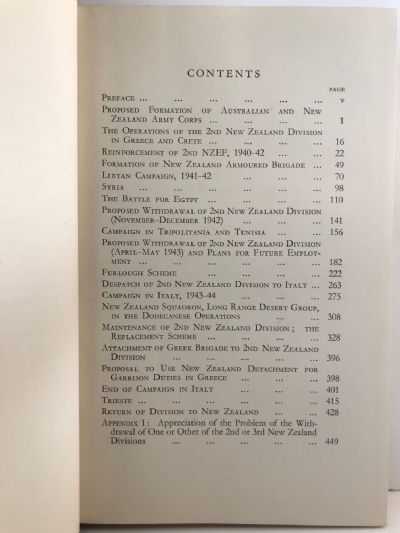 CONTENTS
PAGE
PREFACE ... ... ... ... ... ... v
PROPOSED FORMATION OF AUSTRALIAN AND NEW
ZEALAND ARMY CORPS ... ... ... ... 1
THE OPERATIONS OF THE 2ND NEW ZEALAND DIVISION
IN GREECE AND CRETE ... ... ... ... 16
REINFORCEMENT OF 2ND NZEF, 1940–42 ... ... 22
FORMATION OF NEW ZEALAND ARMOURED BRIGADE ... 49
LIBYAN CAMPAIGN, 1941–42 ... ... ... 70
SYRIA ... ... ... ... ... ... 98
THE BATTLE FOR EGYPT ... ... ... ... 110
PROPOSED WITHDRAWAL OF 2ND NEW ZEALAND DIVISION
(NOVEMBER–DECEMBER 1942) ... ... ... 141
CAMPAIGN IN TRIPOLITANIA AND TUNISIA ... ... 156
PROPOSED WITHDRAWAL OF 2ND NEW ZEALAND DIVISION
(APRIL–MAY 1943) AND PLANS FOR FUTURE EMPLOY-
MENT ... ... ... ... ... ... 182
FURLOUGH SCHEME ... ... ... ... 222
DESPATCH OF 2ND NEW ZEALAND DIVISION TO ITALY ... 263
CAMPAIGN IN ITALY, 1943–44 ... ... ... 275
NEW ZEALAND SQUADRON, LONG RANGE DESERT GROUP,
IN THE DODECANESE OPERATIONS ... ... 308
MAINTENANCE OF 2ND NEW ZEALAND DIVISION ; THE
REPLACEMENT SCHEME ... ... ... ... 328
ATTACHMENT OF GREEK BRIGADE TO 2ND NEW ZEALAND
DIVISION ... ... ... ... ... 396
PROPOSAL TO USE NEW ZEALAND DETACHMENT FOR
GARRISON DUTIES IN GREECE ... ... ... 398
END OF CAMPAIGN IN ITALY ... ... ... 401
TRIESTE ... ... ... ... ... ... 415
RETURN OF DIVISION TO NEW ZEALAND ... ... 428
APPENDIX I : Appreciation of the Problem of the With-
drawal of One or Other of the 2nd or 3rd New Zealand
Divisions ... ... ... ... ... 449